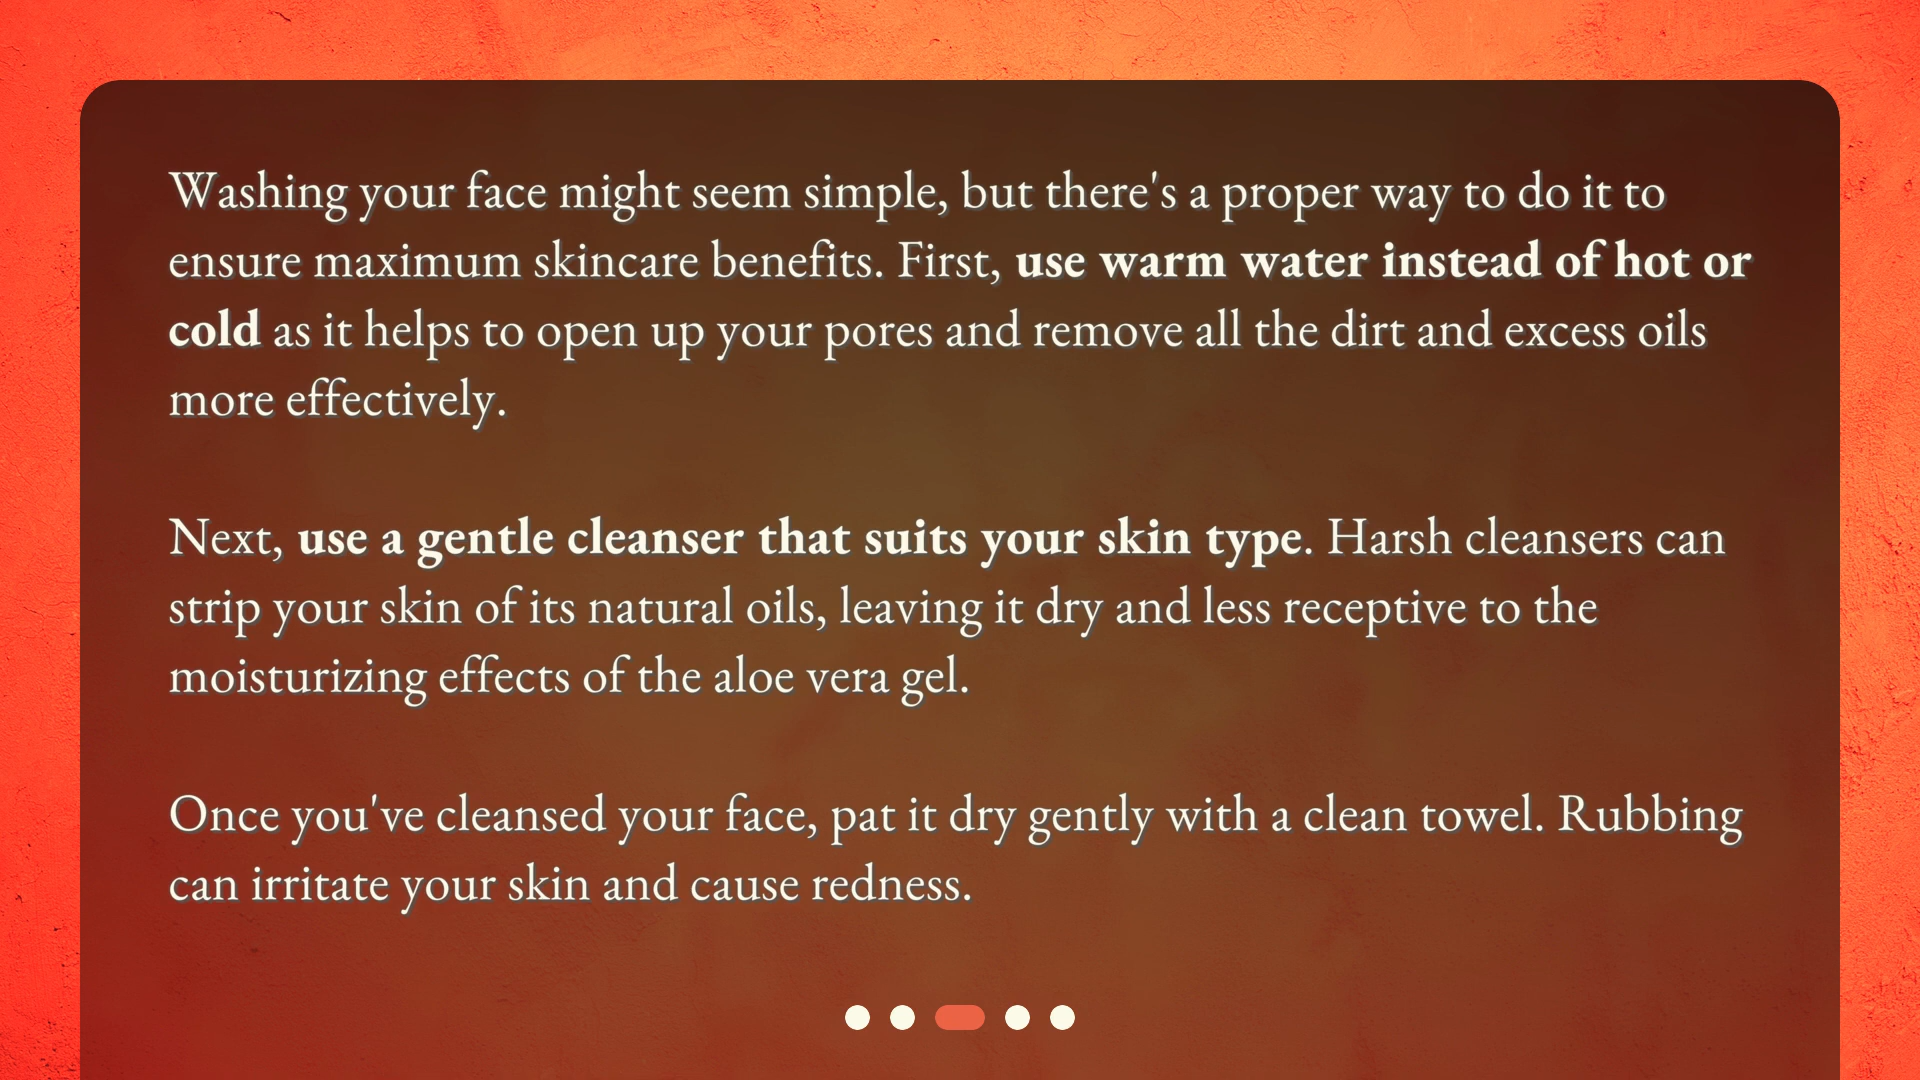 Washing your face might seem simple, but there's a proper way to do it to
ensure maximum skincare benefits. First, use warm water instead of hot or
cold as it helps to open up your pores and remove all the dirt and excess oils
more effectively.
Next, use a gentle cleanser that suits your skin type. Harsh cleansers can
strip your skin of its natural oils, leaving it dry and less receptive to the
moisturizing effects of the aloe vera gel.
Once you've cleansed your face, pat it dry gently with a clean towel. Rubbing
can irritate your skin and cause redness.